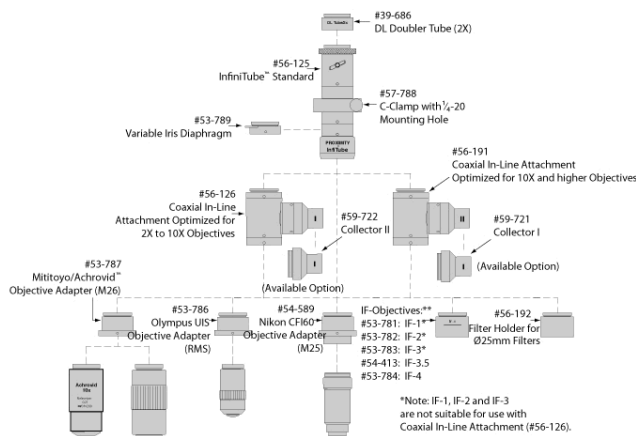 #39-686
DL Doubler Tube (2X)
DL Tube2x
#56-125
InfiniTube™ Standard
#57-788
C-Clamp with ¼-20
Mounting Hole
#53-789
Variable Iris Diaphragm
PROXIMITY
InfiTube
#56-191
Coaxial In-Line Attachment
Optimized for 10X and higher Objectives
#56-126
Coaxial In-Line
Attachment Optimized for
2X to 10X Objectives
I
II
#59-722
Collector II
I
(Available Option)
#59-721
Collector I
I
(Available Option)
#53-787
Mititoyo/Achrovid™
Objective Adapter (M26)
#53-786
Olympus UIS
Objective Adapter
(RMS)
#54-589
Nikon CFI60
Objective Adapter
(M25)
IF-Objectives:**
#53-781: IF-1*
#53-782: IF-2*
#53-783: IF-3*
#54-413: IF-3.5
#53-784: IF-4
#56-192
Filter Holder for
Ø25mm Filters
Achrovid
10x
*Note: IF-1, IF-2 and IF-3
are not suitable for use with
Coaxial In-Line Attachment (#56-126).